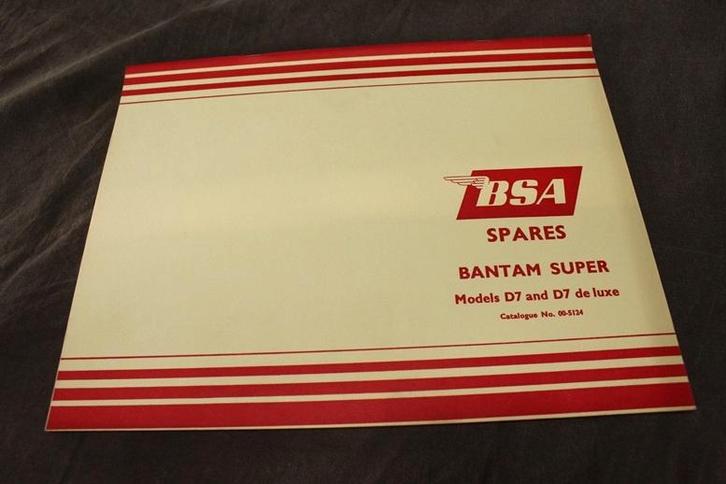 BSA
SPARES
BANTAM SUPER
Models D7 and D7 de luxe
Catalogue No. 00-5124